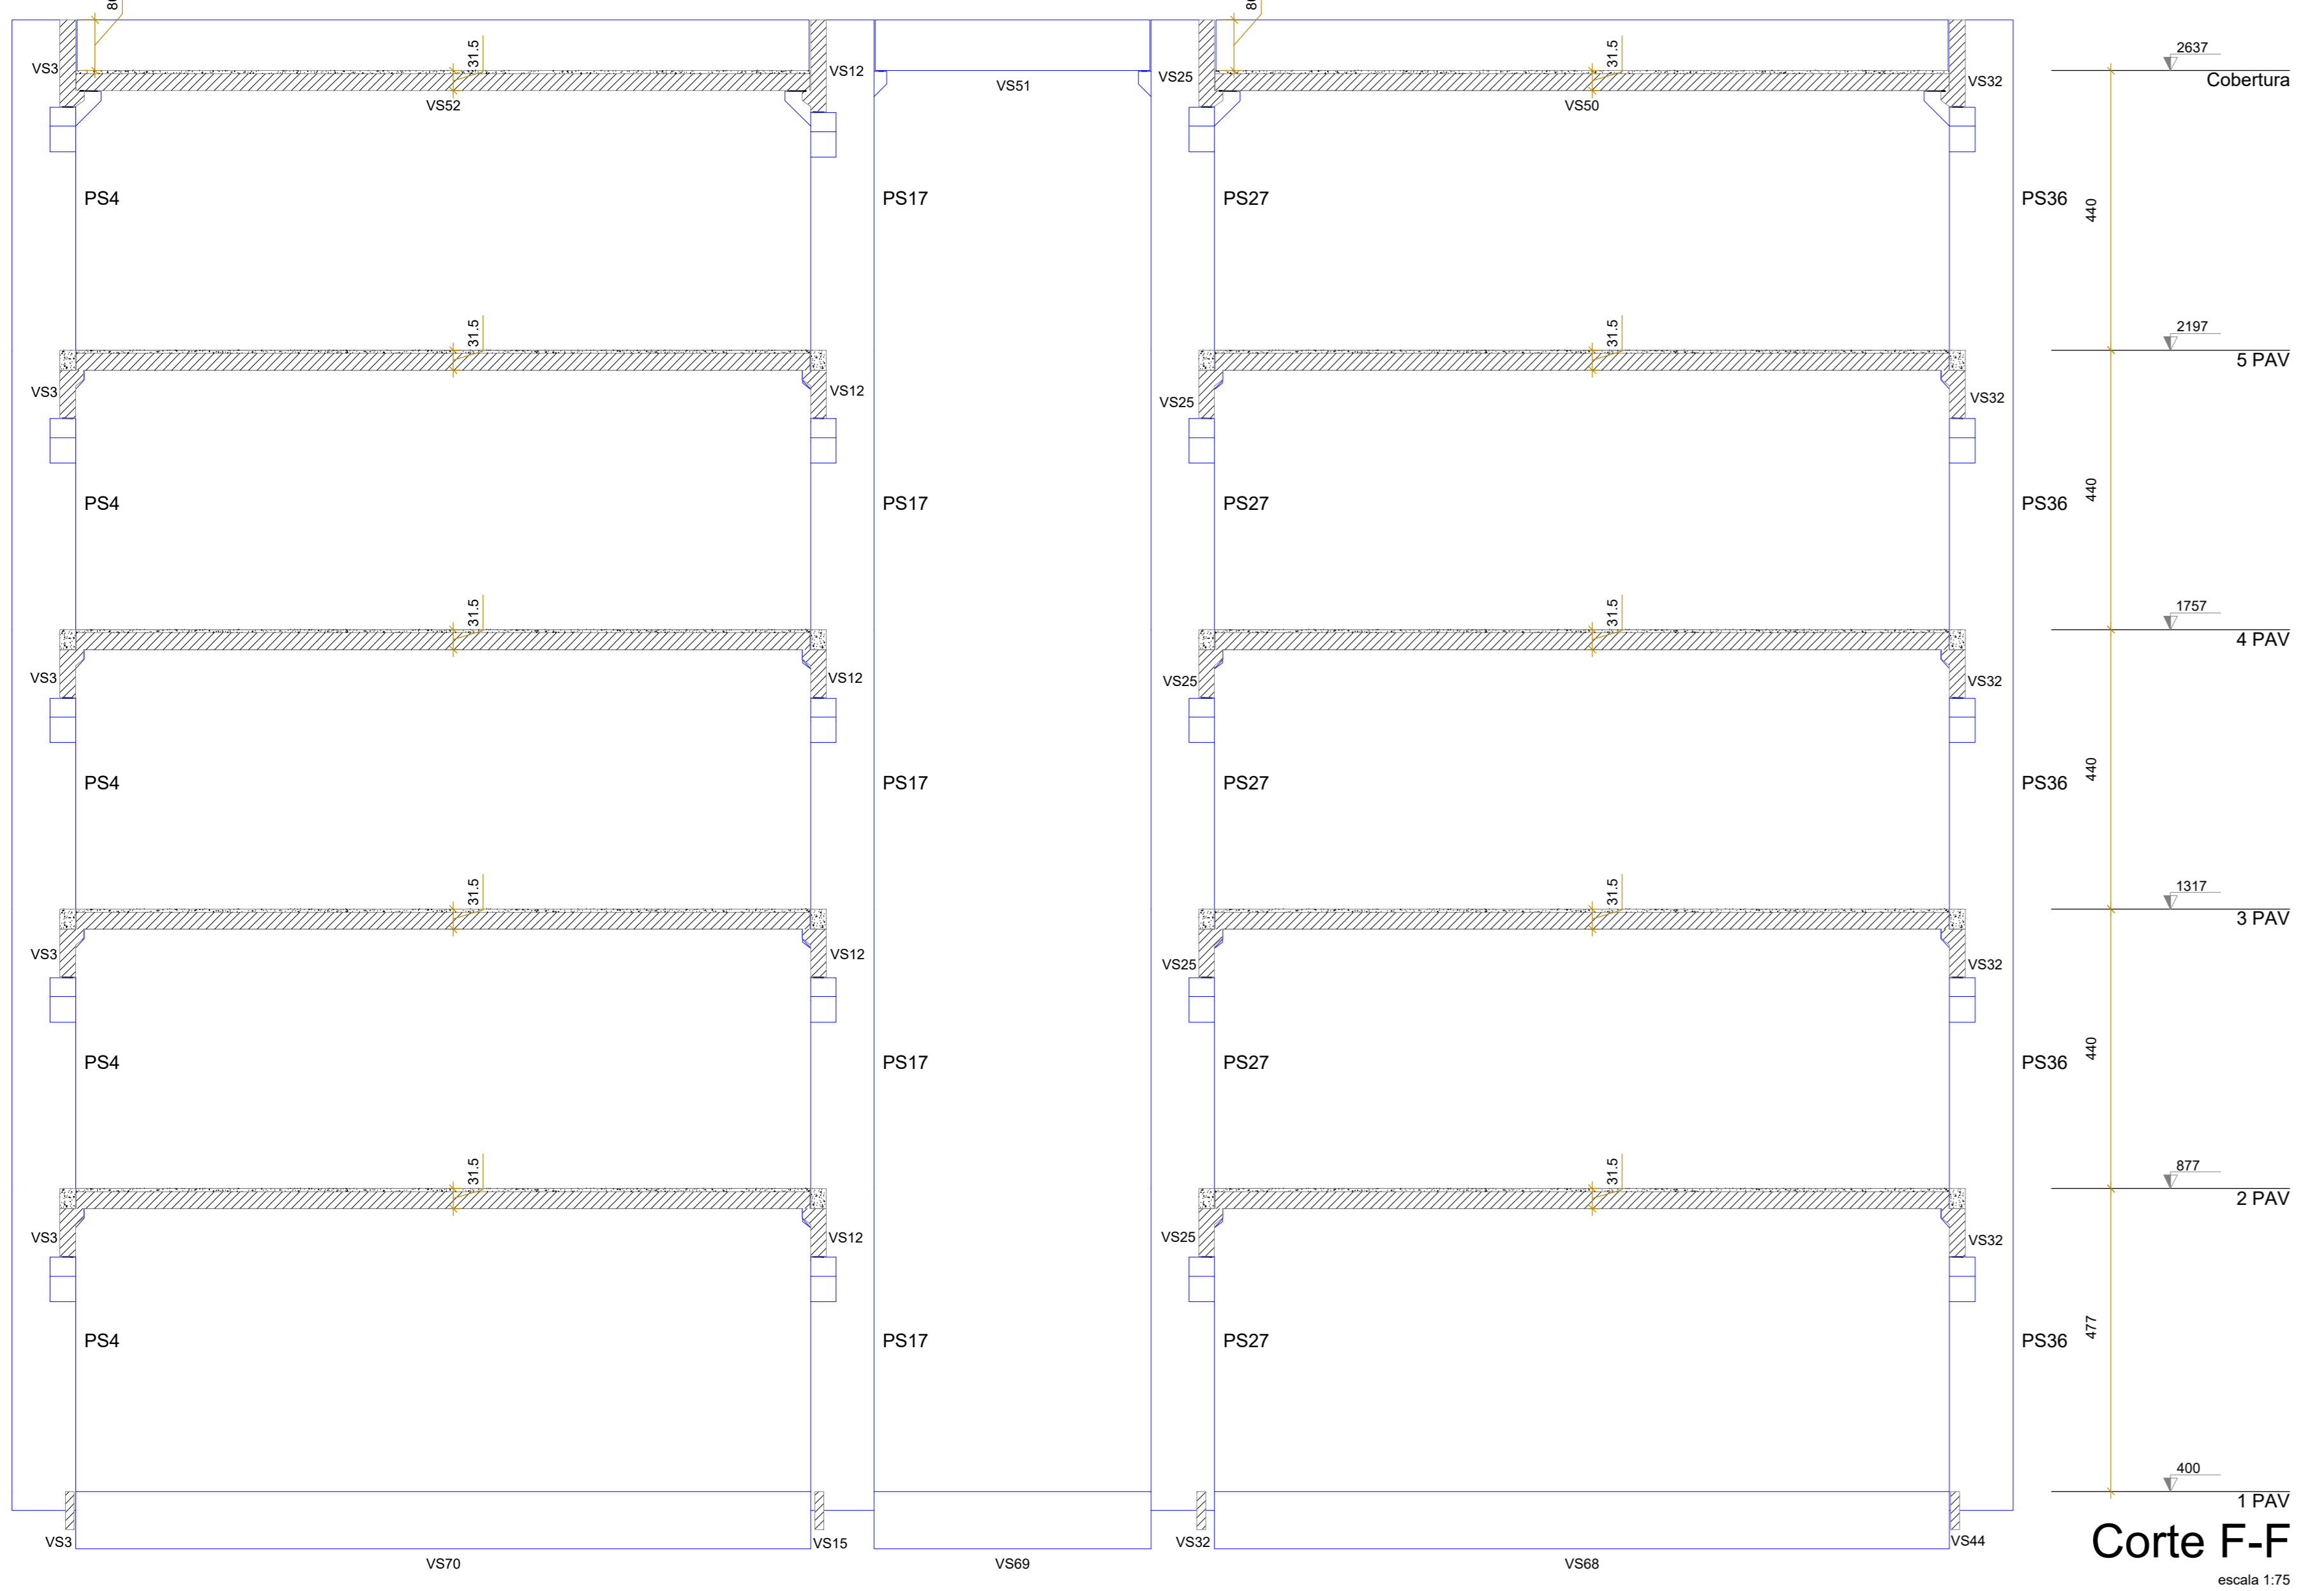 31.5
31.5
2637
VS3
VS12
VS51
VS25
VS32
Cobertura
VS52
VS50
PS4
PS17
PS27
PS36
440
31.5
31.5
2197
5 PAV
VS3
VS12
VS25
VS32
PS4
PS17
PS27
PS36
440
31.5
31.5
1757
4 PAV
VS3
VS12
VS25
VS32
PS4
PS17
PS27
PS36
440
31.5
31.5
1317
3 PAV
VS3
VS12
VS25
VS32
PS4
PS17
PS27
PS36
440
31.5
31.5
877
2 PAV
VS3
VS12
VS25
VS32
PS4
PS17
PS27
PS36
477
400
1 PAV
VS3
VS15
VS32
VS44
Corte F-F
VS70
VS69
VS68
escala 1:75